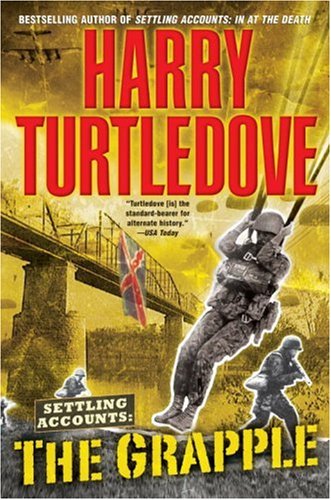 BESTSELLING AUTHOR OF SETTLING ACCOUNTS: IN AT THE DEATH
HARRY
TURTLEDOVE
"Turtledove [is] the
standard-bearer for
alternate history."
—USA Today
SETTLING
ACCOUNTS:
THE GRAPPLE